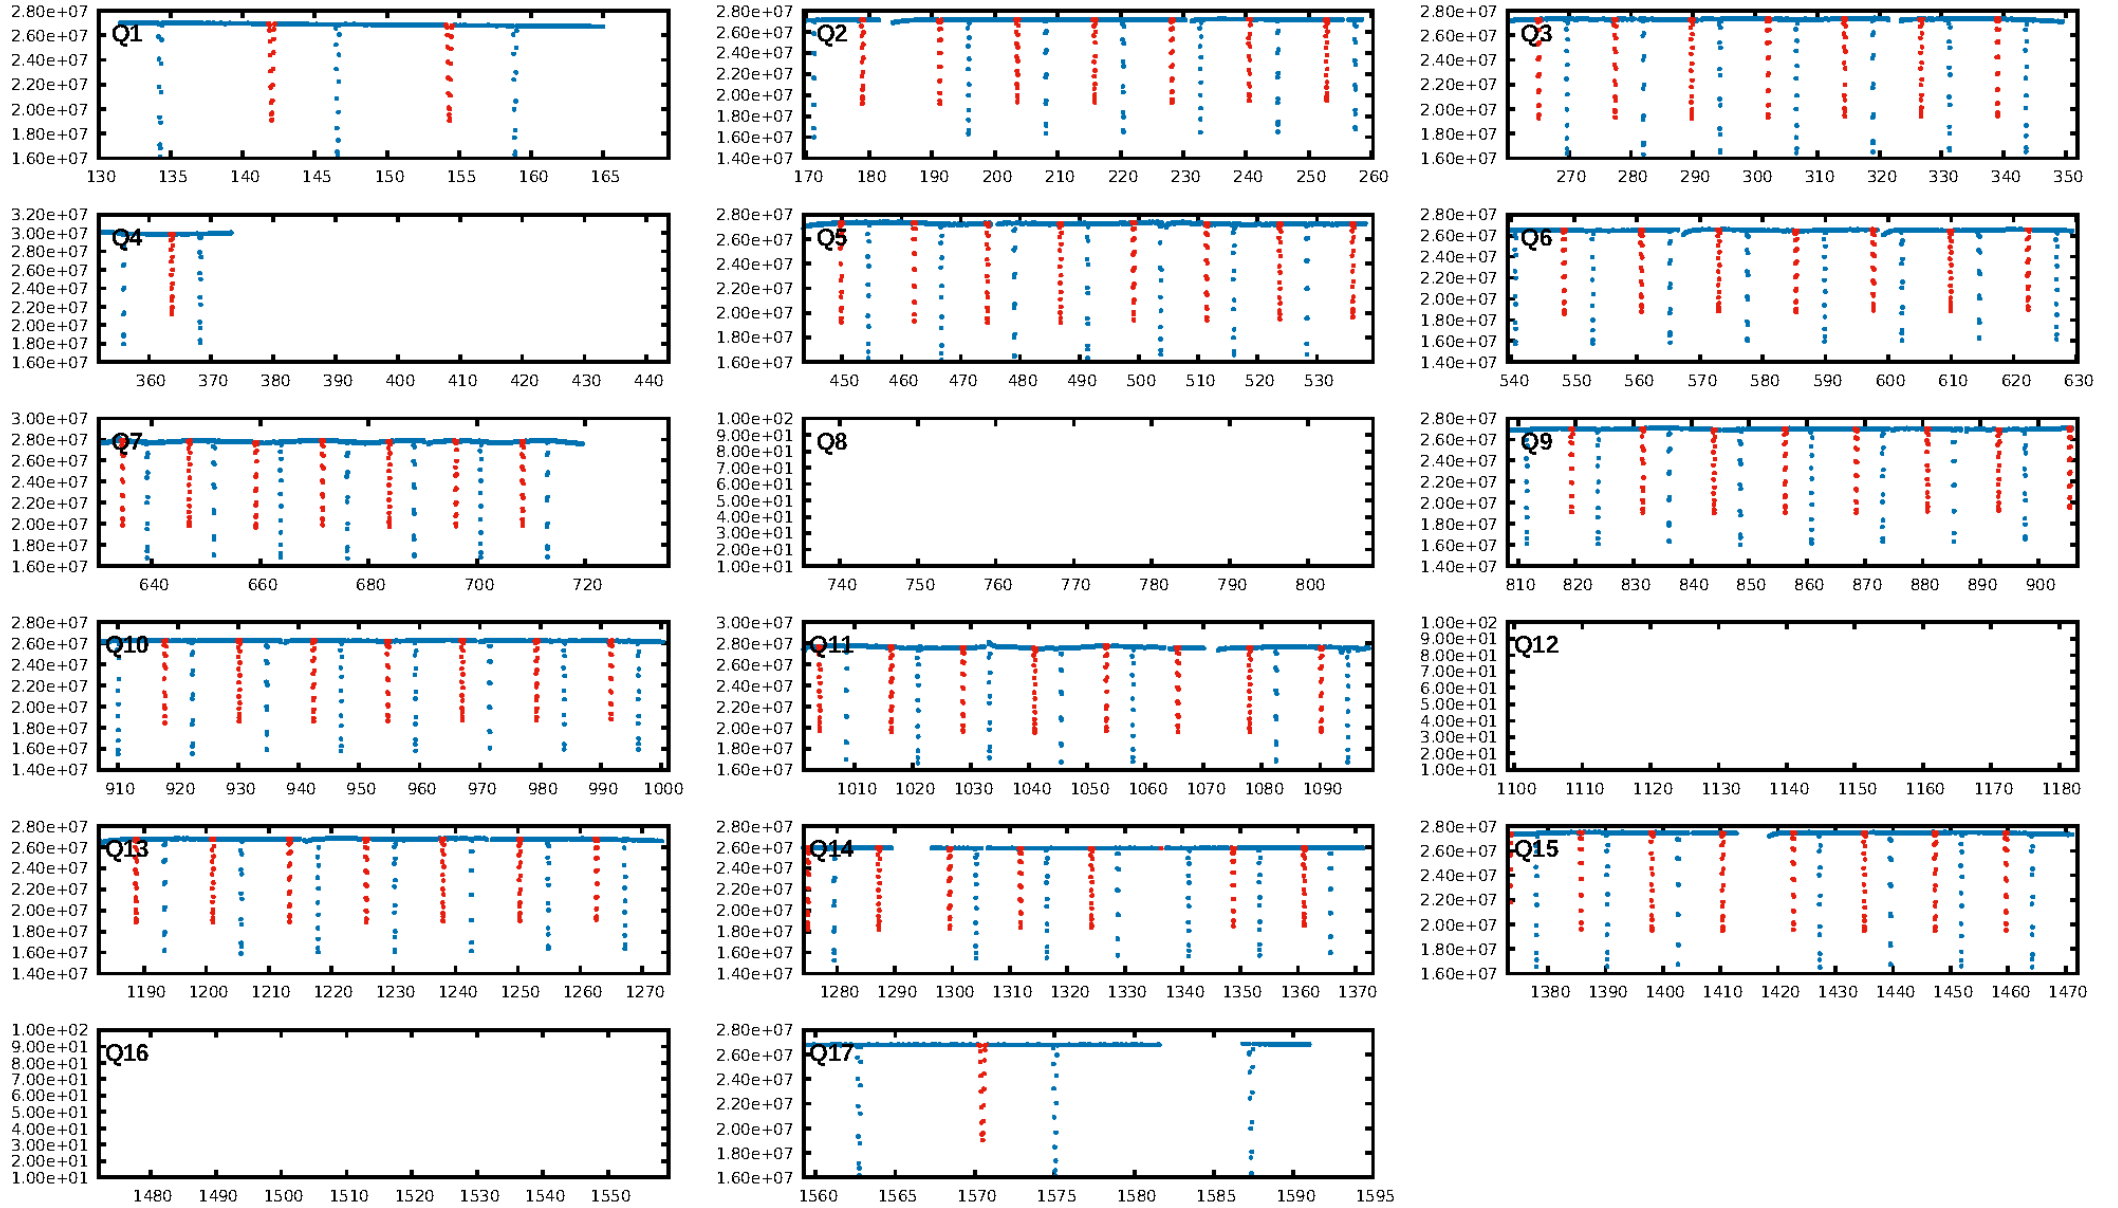 2.80e+07 2.60e+07 2.40e+07 2.20e+07 2.00e+07 1.80e+07 1.60e+07
Q1
130 135 140 145 150 155 160 165
2.80e+07 2.60e+07 2.40e+07 2.20e+07 2.00e+07 1.80e+07 1.60e+07 1.40e+07
Q2
170 180 190 200 210 220 230 240 250 260
2.80e+07 2.60e+07 2.40e+07 2.20e+07 2.00e+07 1.80e+07 1.60e+07
Q3
270 280 290 300 310 320 330 340 350
3.20e+07 3.00e+07 2.80e+07 2.60e+07 2.40e+07 2.20e+07 2.00e+07 1.80e+07 1.60e+07
Q4
360 370 380 390 400 410 420 430 440
2.80e+07 2.60e+07 2.40e+07 2.20e+07 2.00e+07 1.80e+07 1.60e+07
Q5
450 460 470 480 490 500 510 520 530
2.80e+07 2.60e+07 2.40e+07 2.20e+07 2.00e+07 1.80e+07 1.60e+07 1.40e+07
Q6
540 550 560 570 580 590 600 610 620 630
3.00e+07 2.80e+07 2.60e+07 2.40e+07 2.20e+07 2.00e+07 1.80e+07 1.60e+07
Q7
640 660 680 700 720
1.00e+02 9.00e+01 8.00e+01 7.00e+01 6.00e+01 5.00e+01 4.00e+01 3.00e+01 2.00e+01 1.00e+01
Q8
740 750 760 770 780 790 800
2.80e+07 2.60e+07 2.40e+07 2.20e+07 2.00e+07 1.80e+07 1.60e+07 1.40e+07
Q9
810 820 830 840 850 860 870 880 890 900
2.80e+07 2.60e+07 2.40e+07 2.20e+07 2.00e+07 1.80e+07 1.60e+07 1.40e+07
Q10
910 920 930 940 950 960 970 980 990 1000
3.00e+07 2.80e+07 2.60e+07 2.40e+07 2.20e+07 2.00e+07 1.80e+07 1.60e+07
Q11
1010 1020 1030 1040 1050 1060 1070 1080 1090
1.00e+02 9.00e+01 8.00e+01 7.00e+01 6.00e+01 5.00e+01 4.00e+01 3.00e+01 2.00e+01 1.00e+01
Q12
1100 1110 1120 1130 1140 1150 1160 1170 1180
2.80e+07 2.60e+07 2.40e+07 2.20e+07 2.00e+07 1.80e+07 1.60e+07 1.40e+07
Q13
1190 1200 1210 1220 1230 1240 1250 1260 1270
2.80e+07 2.60e+07 2.40e+07 2.20e+07 2.00e+07 1.80e+07 1.60e+07 1.40e+07
Q14
1280 1290 1300 1310 1320 1330 1340 1350 1360 1370
2.80e+07 2.60e+07 2.40e+07 2.20e+07 2.00e+07 1.80e+07 1.60e+07
Q15
1380 1390 1400 1410 1420 1430 1440 1450 1460 1470
1.00e+02 9.00e+01 8.00e+01 7.00e+01 6.00e+01 5.00e+01 4.00e+01 3.00e+01 2.00e+01 1.00e+01
Q16
1480 1490 1500 1510 1520 1530 1540 1550
2.80e+07 2.60e+07 2.40e+07 2.20e+07 2.00e+07 1.80e+07 1.60e+07
Q17
1560 1565 1570 1575 1580 1585 1590 1595